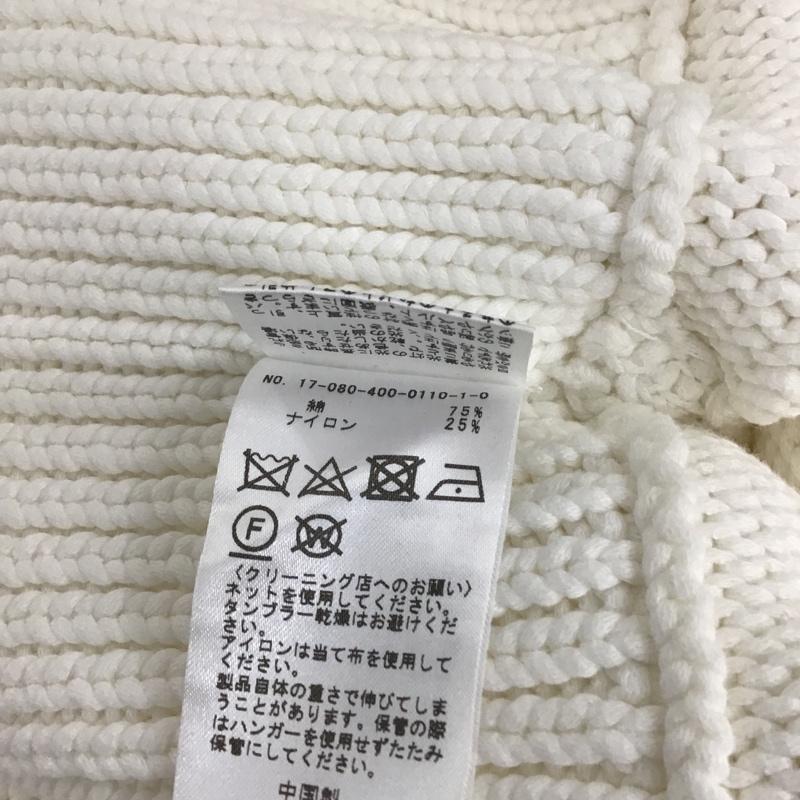 NO. 17-080-400-0110-1-0
綿 75%
ナイロン 25%
F
W
〈クリーニング店へのお願い〉
ネットを使用してください。
タンブラー乾燥はお避けくだ
さい。
アイロンは当て布を使用して
ください。
製品自体の重さで伸びてしま
うことがあります。保管の際
はハンガーを使用せずたたみ
保管にしてください。
中国製